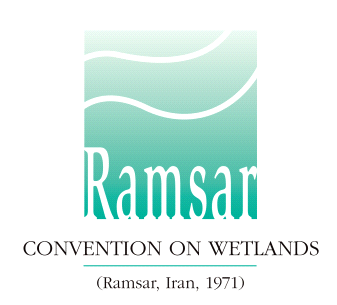 Ramsar
CONVENTION ON WETLANDS
(Ramsar, Iran, 1971)